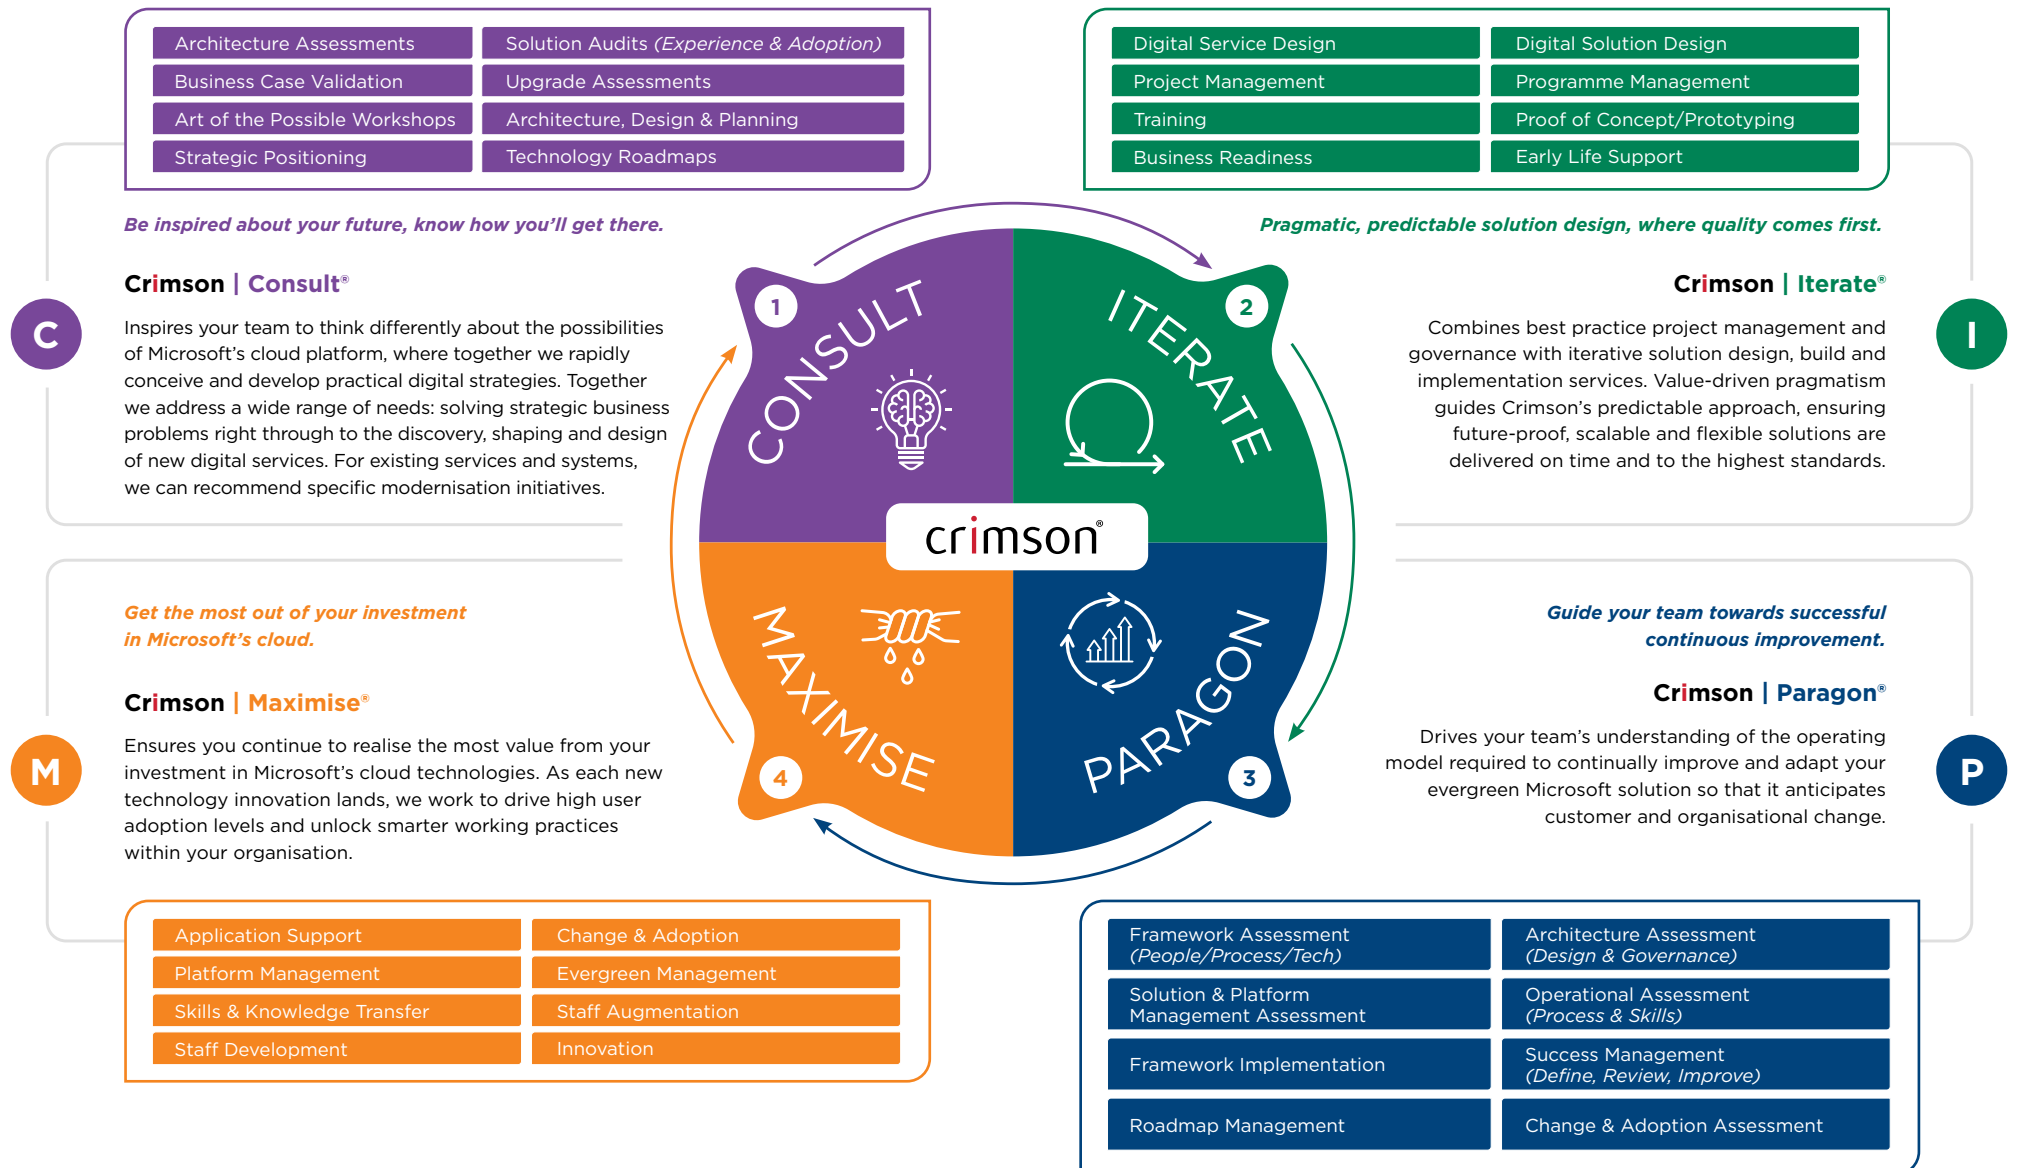 Architecture Assessments
Solution Audits (Experience & Adoption)
Business Case Validation
Upgrade Assessments
Art of the Possible Workshops
Architecture, Design & Planning
Strategic Positioning
Technology Roadmaps
Digital Service Design
Digital Solution Design
Project Management
Programme Management
Training
Proof of Concept/Prototyping
Business Readiness
Early Life Support
C
Be inspired about your future, know how you’ll get there.
Crimson | Consult®
Inspires your team to think differently about the possibilities
of Microsoft’s cloud platform, where together we rapidly
conceive and develop practical digital strategies. Together
we address a wide range of needs: solving strategic business
problems right through to the discovery, shaping and design
of new digital services. For existing services and systems,
we can recommend specific modernisation initiatives.
1
CONSULT
2
ITERATE
crimson®
MAXIMISE
4
PARAGON
3
Pragmatic, predictable solution design, where quality comes first.
Crimson | Iterate®
Combines best practice project management and
governance with iterative solution design, build and
implementation services. Value-driven pragmatism
guides Crimson’s predictable approach, ensuring
future-proof, scalable and flexible solutions are
delivered on time and to the highest standards.
I
M
Get the most out of your investment
in Microsoft’s cloud.
Crimson | Maximise®
Ensures you continue to realise the most value from your
investment in Microsoft’s cloud technologies. As each new
technology innovation lands, we work to drive high user
adoption levels and unlock smarter working practices
within your organisation.
Guide your team towards successful
continuous improvement.
Crimson | Paragon®
Drives your team’s understanding of the operating
model required to continually improve and adapt your
evergreen Microsoft solution so that it anticipates
customer and organisational change.
P
Application Support
Change & Adoption
Platform Management
Evergreen Management
Skills & Knowledge Transfer
Staff Augmentation
Staff Development
Innovation
Framework Assessment
(People/Process/Tech)
Architecture Assessment
(Design & Governance)
Solution & Platform
Management Assessment
Operational Assessment
(Process & Skills)
Framework Implementation
Success Management
(Define, Review, Improve)
Roadmap Management
Change & Adoption Assessment